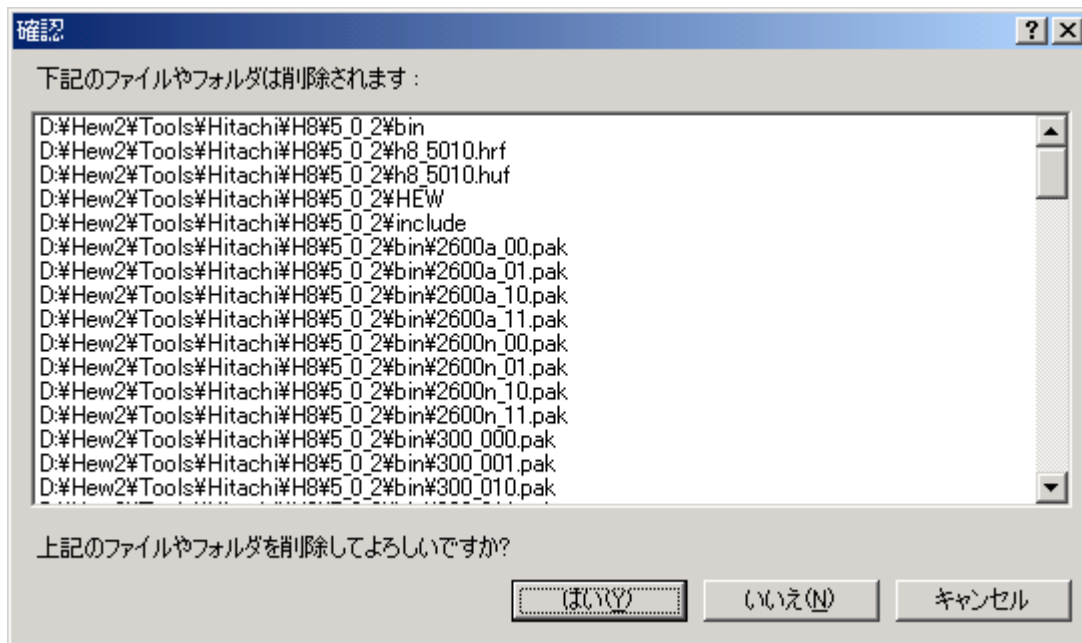 確認
下記のファイルやフォルダは削除されます：
D:¥Hew2¥Tools¥Hitachi¥H8¥5_0_2¥bin
D:¥Hew2¥Tools¥Hitachi¥H8¥5_0_2¥h8_5010.hrf
D:¥Hew2¥Tools¥Hitachi¥H8¥5_0_2¥h8_5010.huf
D:¥Hew2¥Tools¥Hitachi¥H8¥5_0_2¥HEW
D:¥Hew2¥Tools¥Hitachi¥H8¥5_0_2¥include
D:¥Hew2¥Tools¥Hitachi¥H8¥5_0_2¥bin¥2600a_00.pak
D:¥Hew2¥Tools¥Hitachi¥H8¥5_0_2¥bin¥2600a_01.pak
D:¥Hew2¥Tools¥Hitachi¥H8¥5_0_2¥bin¥2600a_10.pak
D:¥Hew2¥Tools¥Hitachi¥H8¥5_0_2¥bin¥2600a_11.pak
D:¥Hew2¥Tools¥Hitachi¥H8¥5_0_2¥bin¥2600n_00.pak
D:¥Hew2¥Tools¥Hitachi¥H8¥5_0_2¥bin¥2600n_01.pak
D:¥Hew2¥Tools¥Hitachi¥H8¥5_0_2¥bin¥2600n_10.pak
D:¥Hew2¥Tools¥Hitachi¥H8¥5_0_2¥bin¥2600n_11.pak
D:¥Hew2¥Tools¥Hitachi¥H8¥5_0_2¥bin¥300_000.pak
D:¥Hew2¥Tools¥Hitachi¥H8¥5_0_2¥bin¥300_001.pak
D:¥Hew2¥Tools¥Hitachi¥H8¥5_0_2¥bin¥300_010.pak
上記のファイルやフォルダを削除してよろしいですか?
はい(Y) いいえ(N) キャンセル